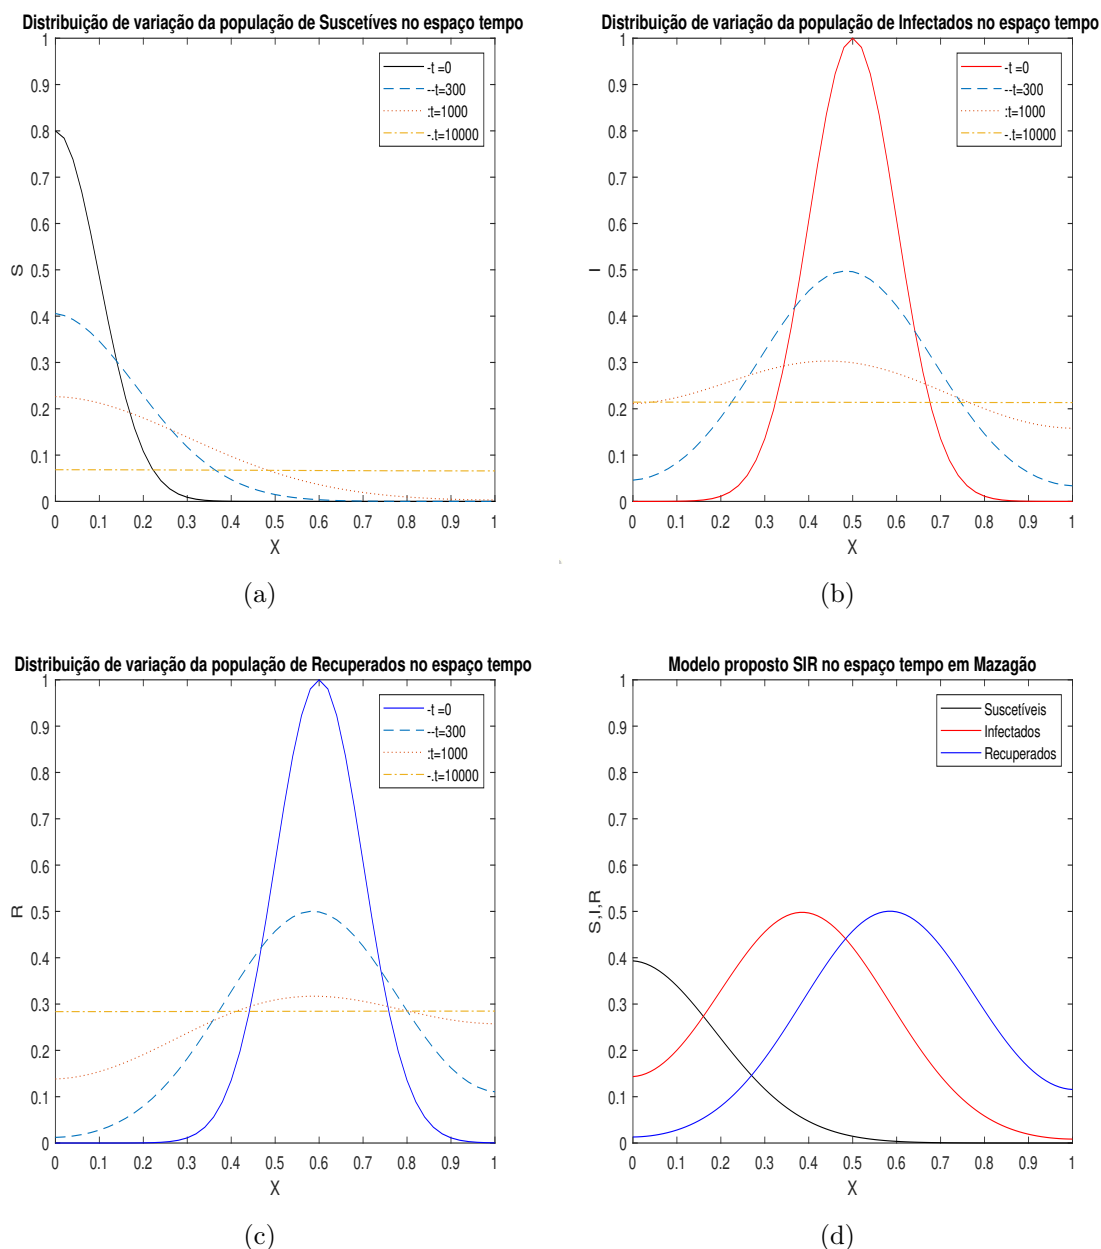 Distribuição de variação da população de Suscetíves no espaço tempo
1
0.9
0.8
0.7
0.6
0.5
0.4
0.3
0.2
0.1
0
S
-t =0
--t=300
:t=1000
-.t=10000
0 0.1 0.2 0.3 0.4 0.5 0.6 0.7 0.8 0.9 1
X
(a)
Distribuição de variação da população de Infectados no espaço tempo
1
0.9
0.8
0.7
0.6
0.5
0.4
0.3
0.2
0.1
0
I
-t =0
--t=300
:t=1000
-.t=10000
0 0.1 0.2 0.3 0.4 0.5 0.6 0.7 0.8 0.9 1
X
(b)
Distribuição de variação da população de Recuperados no espaço tempo
1
0.9
0.8
0.7
0.6
0.5
0.4
0.3
0.2
0.1
0
R
-t =0
--t=300
:t=1000
-.t=10000
0 0.1 0.2 0.3 0.4 0.5 0.6 0.7 0.8 0.9 1
X
(c)
Modelo proposto SIR no espaço tempo em Mazagão
1
0.9
0.8
0.7
0.6
0.5
0.4
0.3
0.2
0.1
0
S,I,R
Suscetíveis
Infectados
Recuperados
0 0.1 0.2 0.3 0.4 0.5 0.6 0.7 0.8 0.9 1
X
(d)